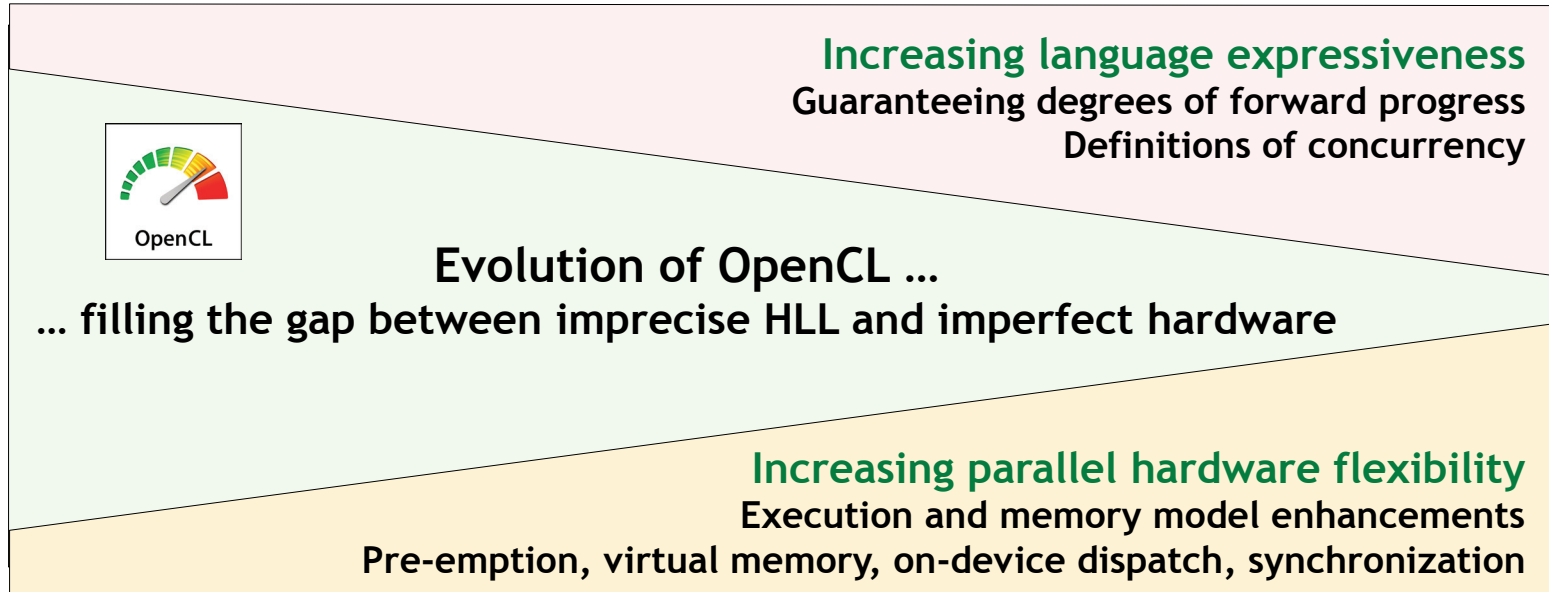 Increasing language expressiveness
Guaranteeing degrees of forward progress
Definitions of concurrency
OpenCL
Evolution of OpenCL …
… filling the gap between imprecise HLL and imperfect hardware
Increasing parallel hardware flexibility
Execution and memory model enhancements
Pre-emption, virtual memory, on-device dispatch, synchronization